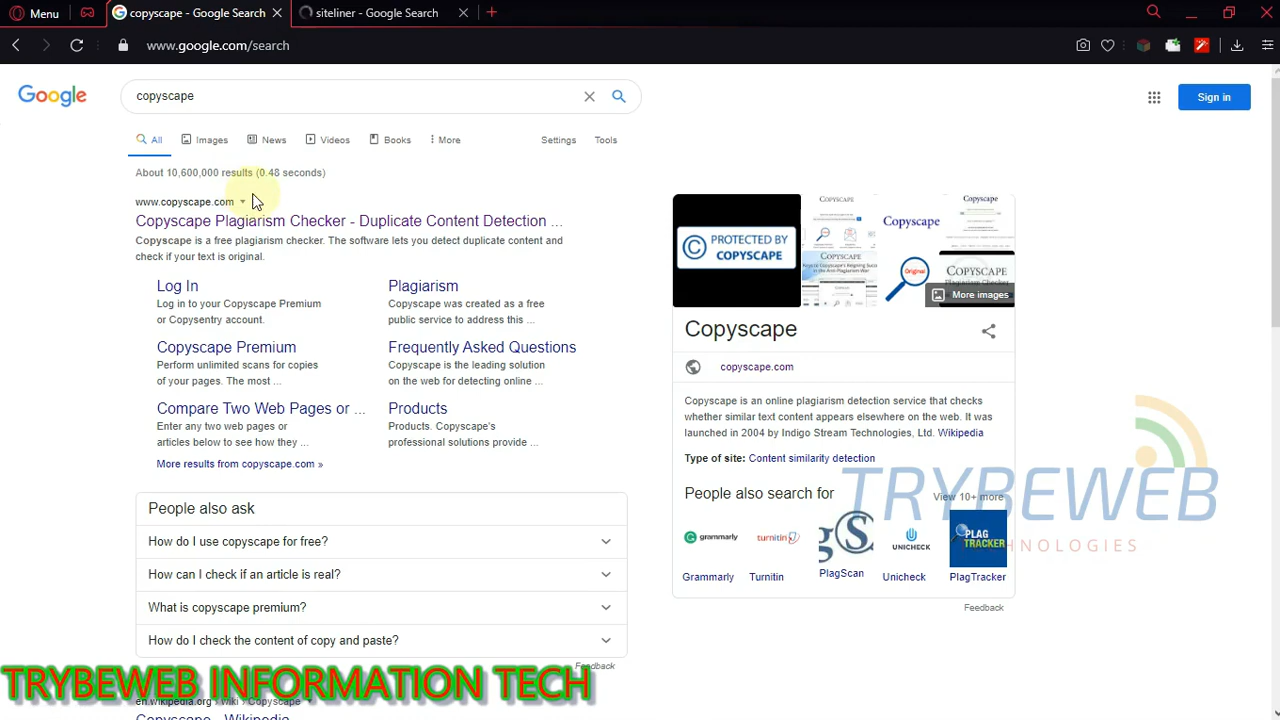 Menu
copyscape - Google Search
siteliner - Google Search
www.google.com/search
Google
copyscape
Sign in
All
Images
News
Videos
Books
More
Settings
Tools
About 10,600,000 results (0.48 seconds)
www.copyscape.com
Copyscape Plagiarism Checker - Duplicate Content Detection ...
Copyscape is a free plagiarism checker. The software lets you detect duplicate content and
check if your text is original.
Log In
Log in to your Copyscape Premium
or Copysentry account.
Plagiarism
Copyscape was created as a free
public service to address this ...
Copyscape Premium
Perform unlimited scans for copies
of your pages. The most ...
Frequently Asked Questions
Copyscape is the leading solution
on the web for detecting online ...
Compare Two Web Pages or ...
Enter any two web pages or
articles below to see how they ...
Products
Products. Copyscape's
professional solutions provide ...
More results from copyscape.com »
People also ask
How do I use copyscape for free?
How can I check if an article is real?
What is copyscape premium?
How do I check the content of copy and paste?
Feedback
en.wikipedia.org › wiki › Copyscape
Copyscape - Wikipedia
© PROTECTED BY
COPYSCAPE
COPYSCAPE
Copyscape
Copyscape
Original
COPYSCAPE
More images
Copyscape
copyscape.com
Copyscape is an online plagiarism detection service that checks
whether similar text content appears elsewhere on the web. It was
launched in 2004 by Indigo Stream Technologies, Ltd. Wikipedia
Type of site: Content similarity detection
People also search for
View 10+ more
grammarly
turnitin
UNICHECK
PLAG
TRACKER
Grammarly
Turnitin
PlagScan
Unicheck
PlagTracker
Feedback
TRYBEWEB
HNOLOGIES
TRYBEWEB INFORMATION TECH